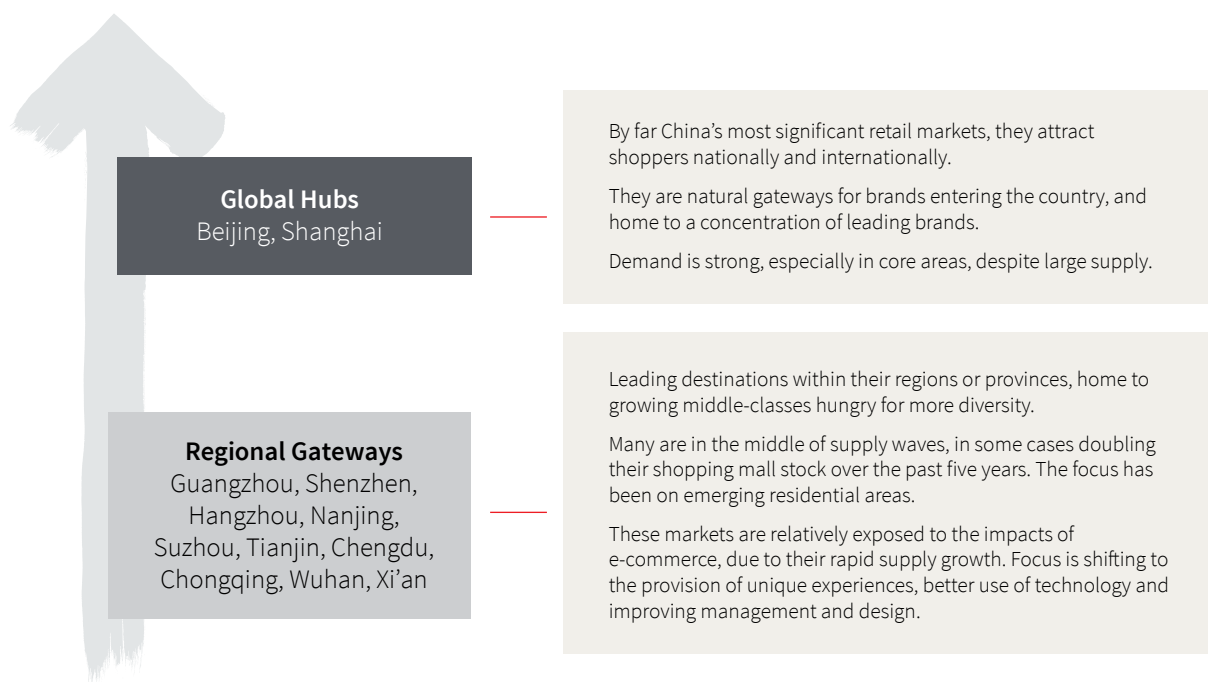 Global Hubs
Beijing, Shanghai
By far China’s most significant retail markets, they attract
shoppers nationally and internationally.
They are natural gateways for brands entering the country, and
home to a concentration of leading brands.
Demand is strong, especially in core areas, despite large supply.
Regional Gateways
Guangzhou, Shenzhen,
Hangzhou, Nanjing,
Suzhou, Tianjin, Chengdu,
Chongqing, Wuhan, Xi’an
Leading destinations within their regions or provinces, home to
growing middle-classes hungry for more diversity.
Many are in the middle of supply waves, in some cases doubling
their shopping mall stock over the past five years. The focus has
been on emerging residential areas.
These markets are relatively exposed to the impacts of
e-commerce, due to their rapid supply growth. Focus is shifting to
the provision of unique experiences, better use of technology and
improving management and design.